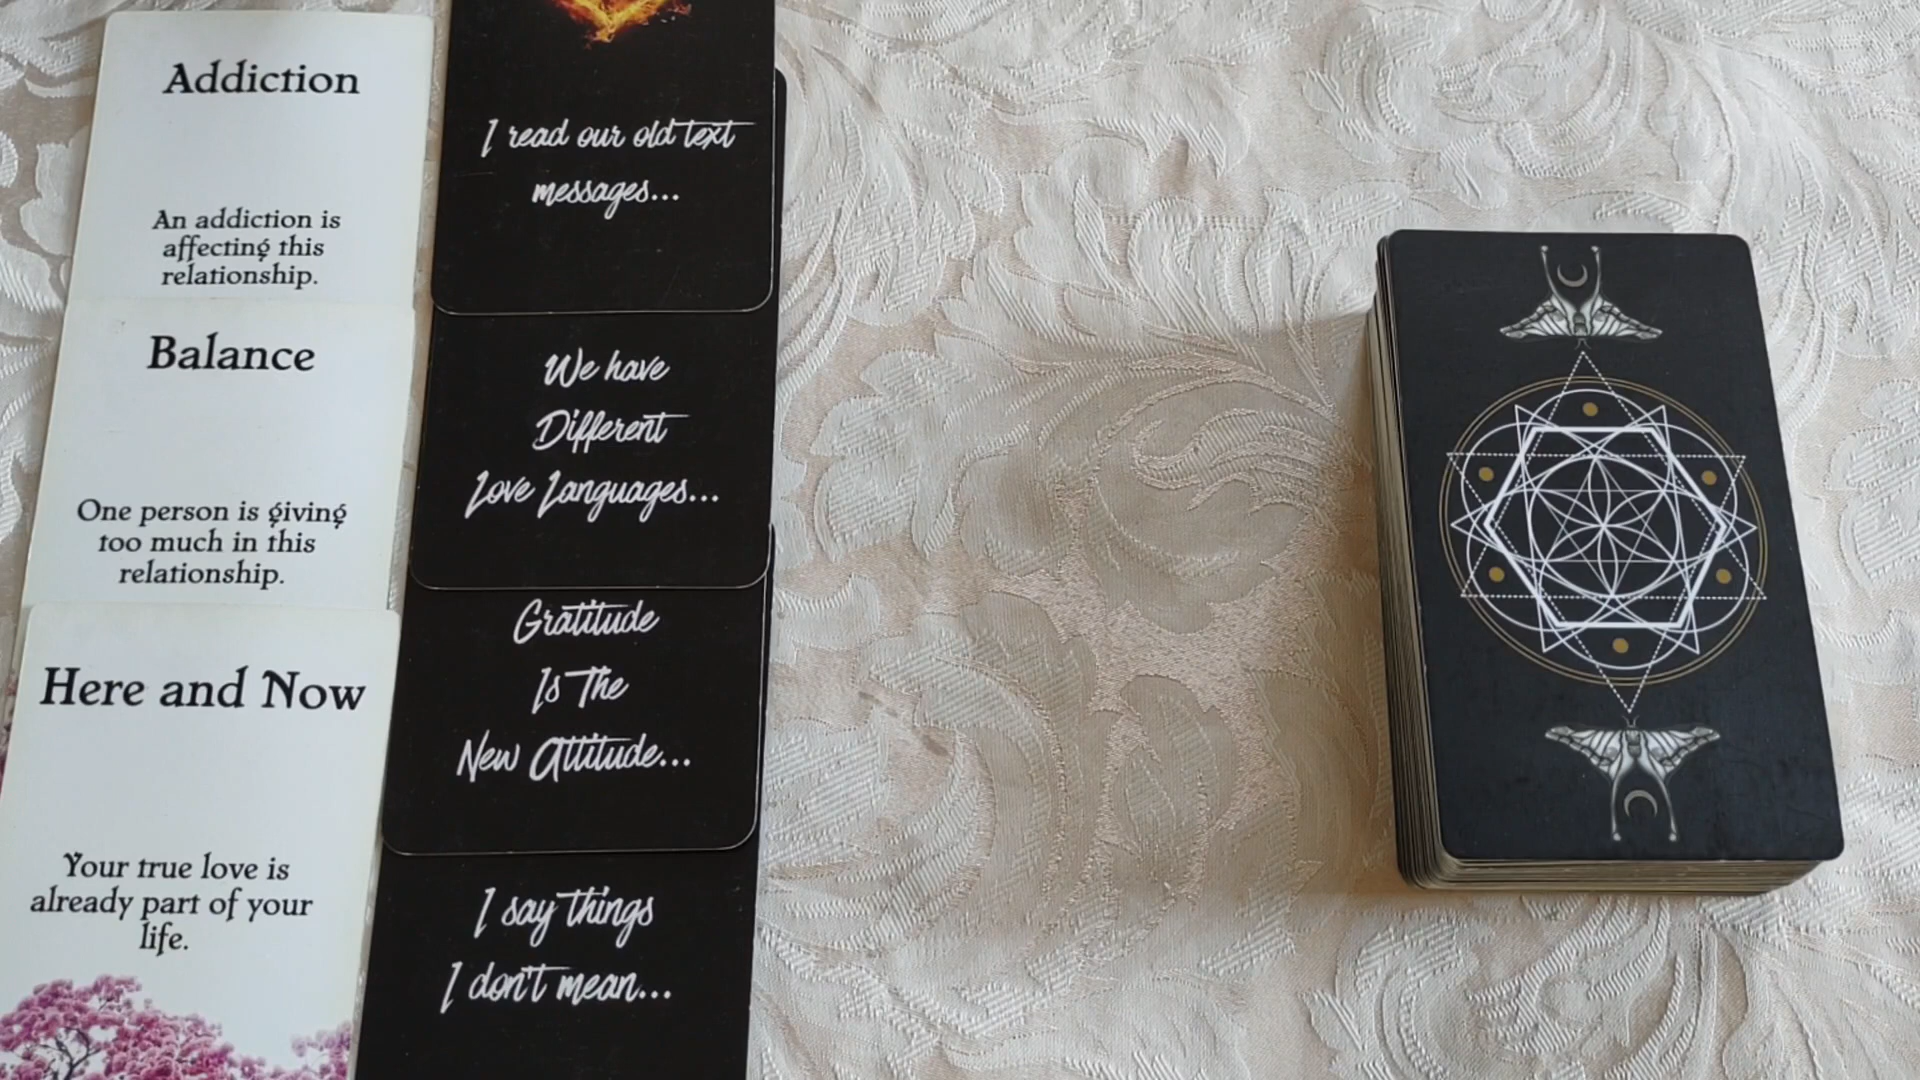 Addiction
An addiction is
affecting this
relationship.
Balance
One person is giving
too much in this
relationship.
Here and Now
Your true love is
already part of your
life.
I read our old text
messages...
We have
Different
Love Languages...
Gratitude
Is The
New Attitude...
I say things
I don't mean...